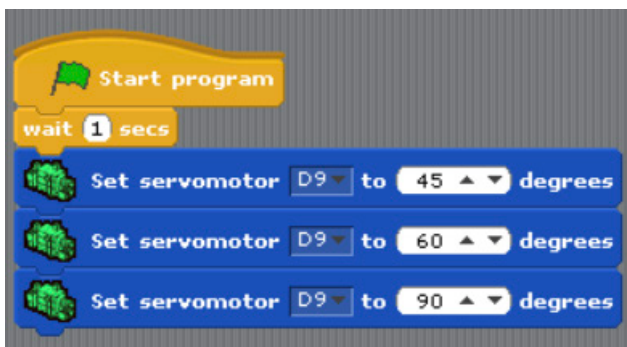 Start program
wait 1 secs
Set servomotor D9 to 45 degrees
Set servomotor D9 to 60 degrees
Set servomotor D9 to 90 degrees